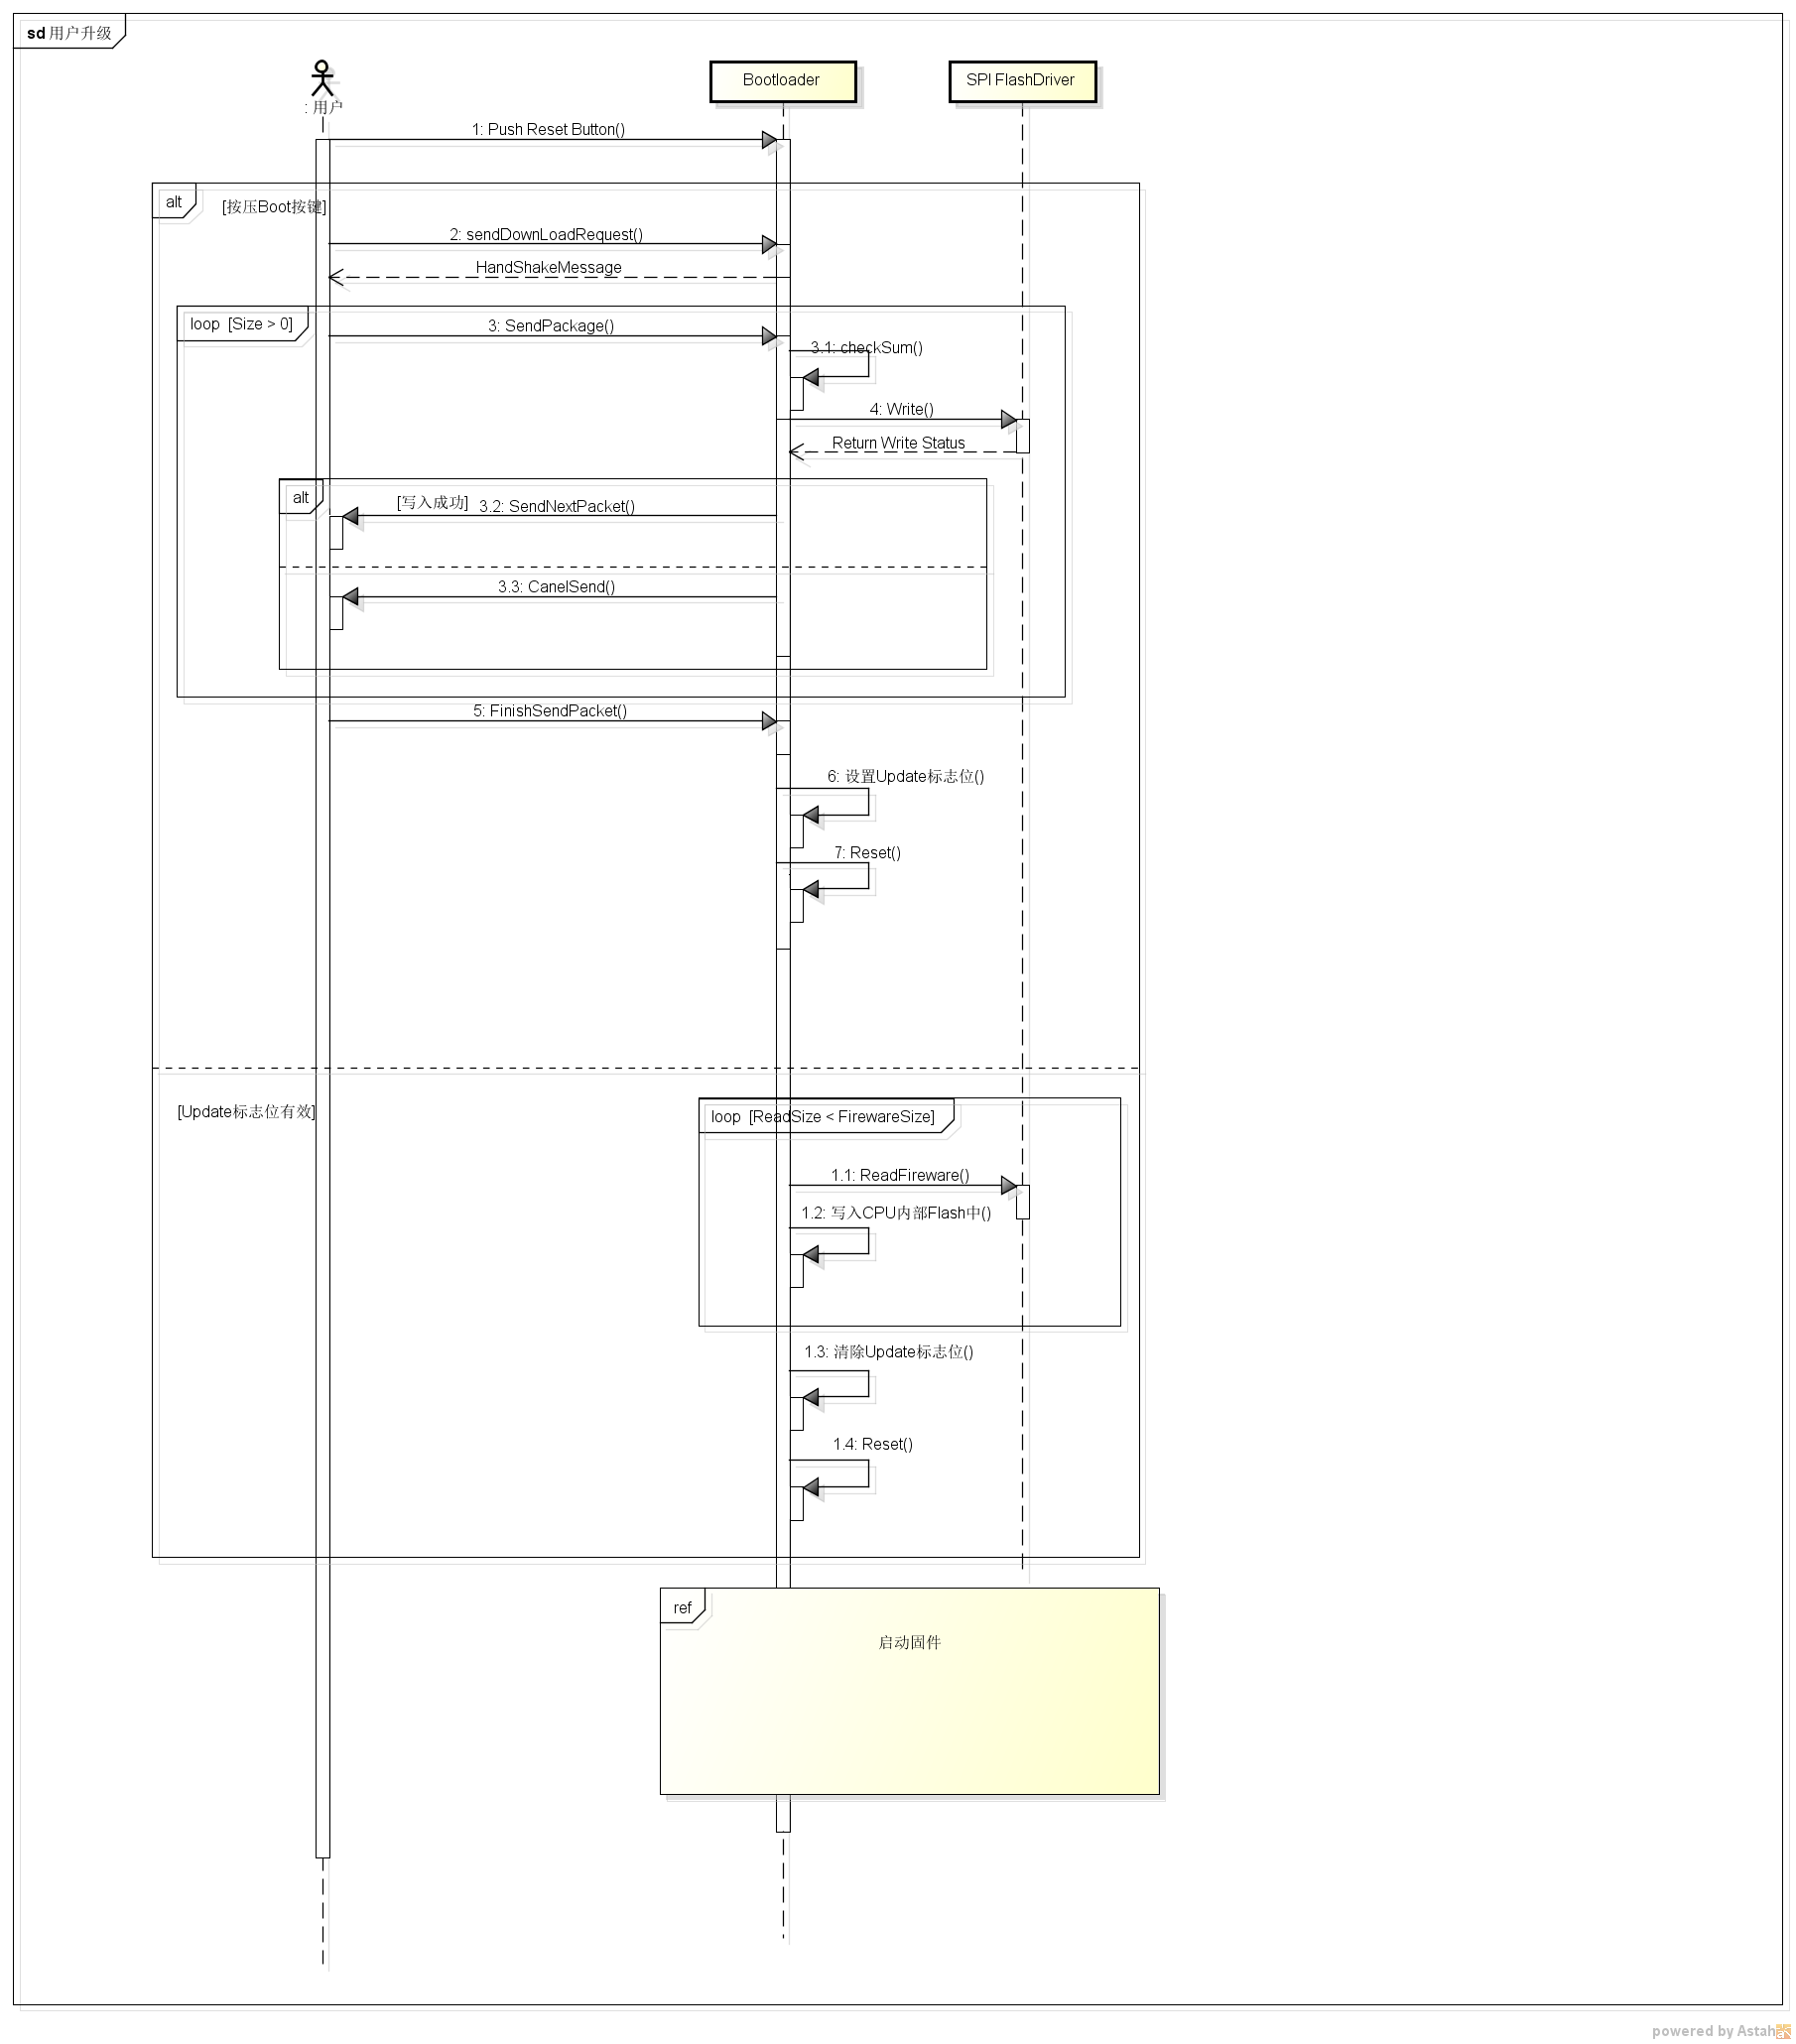 sd 用户升级
: 用户
Bootloader
SPI FlashDriver
1: Push Reset Button()
alt
[按压Boot按键]
2: sendDownLoadRequest()
HandShakeMessage
loop [Size > 0]
3: SendPackage()
3.1: checkSum()
4: Write()
Return Write Status
alt
[写入成功]
3.2: SendNextPacket()
3.3: CanelSend()
5: FinishSendPacket()
6: 设置Update标志位()
7: Reset()
[Update标志位有效]
loop [ReadSize < FirewareSize]
1.1: ReadFireware()
1.2: 写入CPU内部Flash中()
1.3: 清除Update标志位()
1.4: Reset()
ref
启动固件
powered by Astah